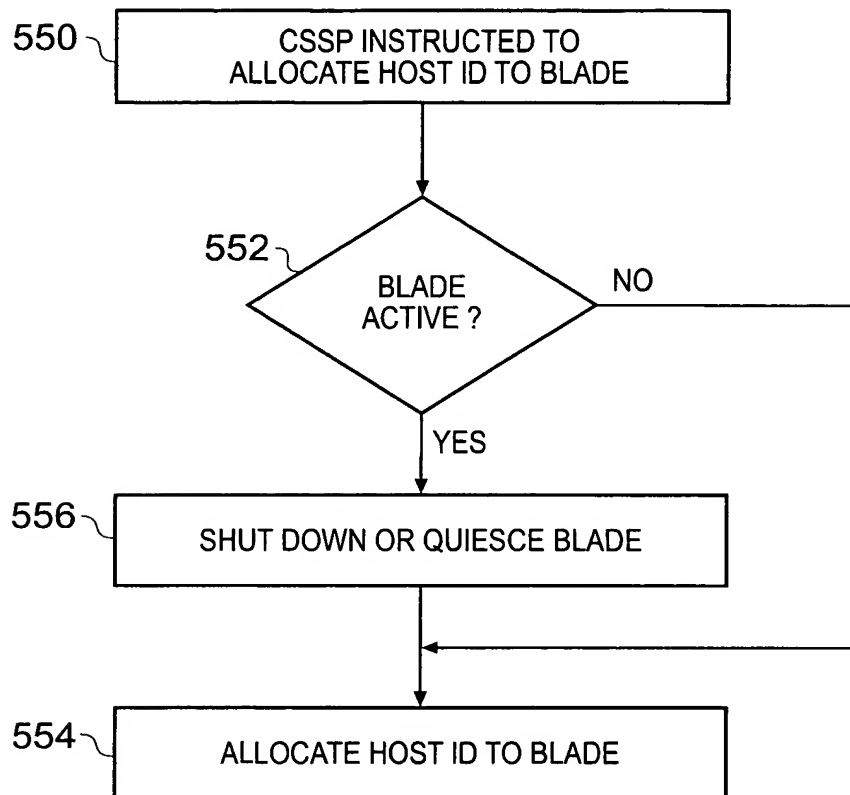 550
CSSP INSTRUCTED TO
ALLOCATE HOST ID TO BLADE
552
BLADE
ACTIVE ?
NO
YES
556
SHUT DOWN OR QUIESCE BLADE
554
ALLOCATE HOST ID TO BLADE